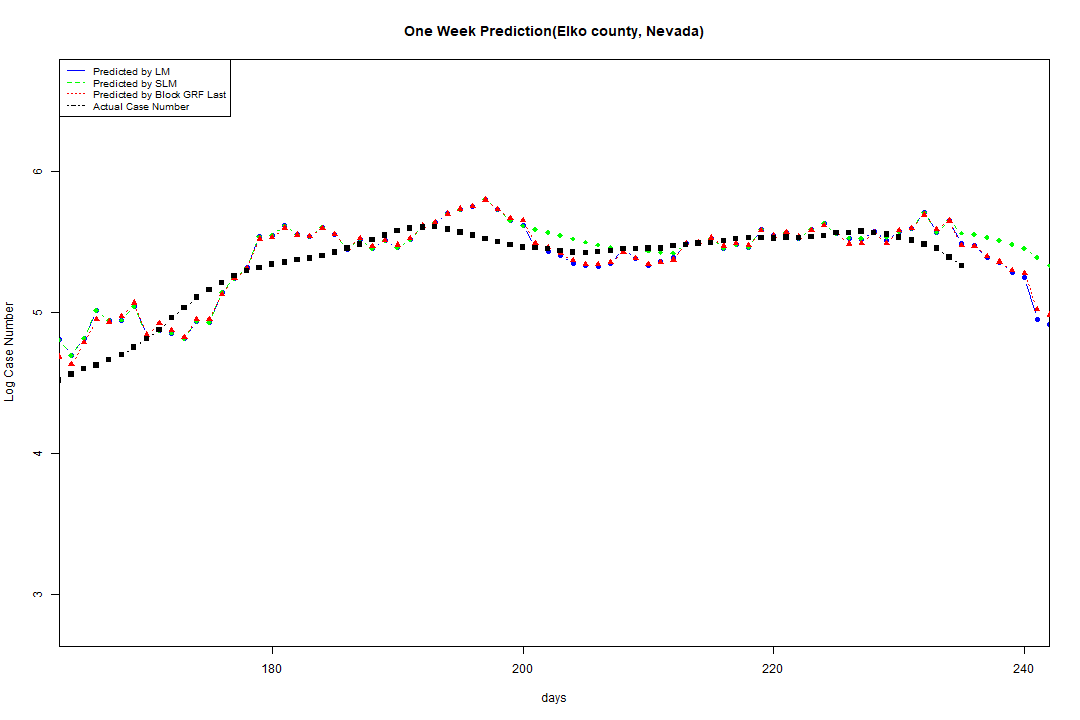 One Week Prediction(Elko county, Nevada)
Predicted by LM
Predicted by SLM
Predicted by Block GRF Last
Actual Case Number
6
5
4
3
Log Case Number
180
200
220
240
days